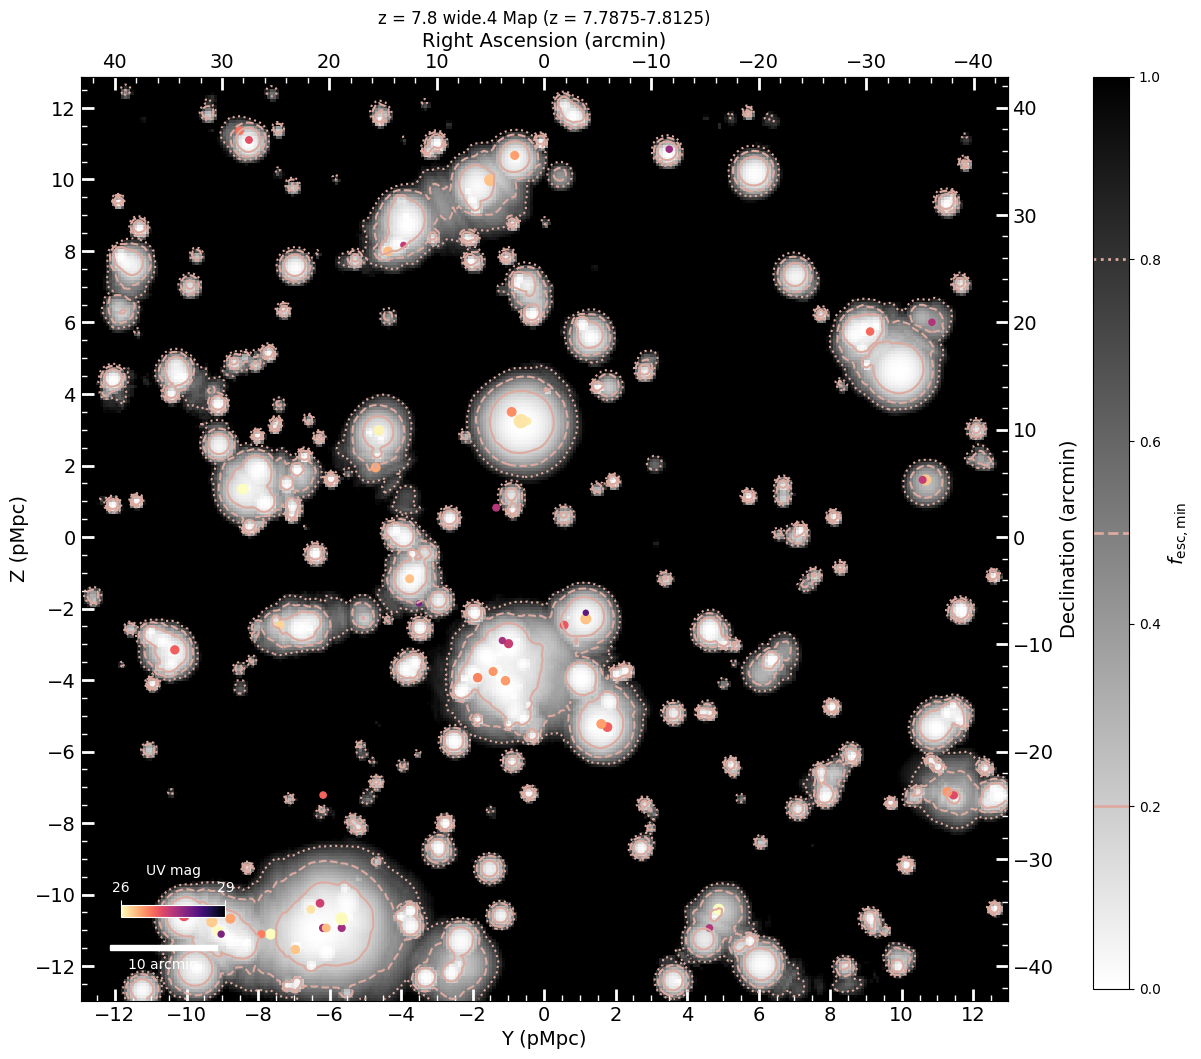 z = 7.8 wide.4 Map (z = 7.7875-7.8125)
Right Ascension (arcmin)
40 30 20 10 0 −10 −20 −30 −40
12 10 8 6 4 2 0 −2 −4 −6 −8 −10 −12
Z (pMpc)
40 30 20 10 0 −10 −20 −30 −40
Declination (arcmin)
1.0 0.8 0.6 0.4 0.2 0.0
f_esc,min
UV mag
26 29
10 arcmin
−12 −10 −8 −6 −4 −2 0 2 4 6 8 10 12
Y (pMpc)